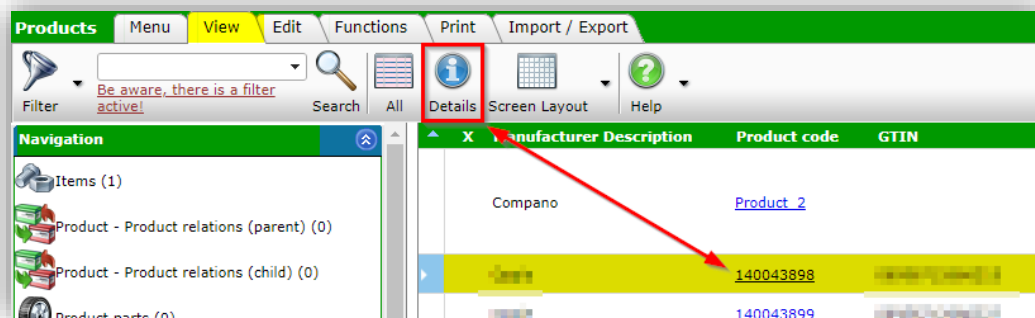 Products Menu View Edit Functions Print Import / Export
Be aware, there is a filter
active!
Filter Search All Details Screen Layout Help
Navigation X Manufacturer Description Product code GTIN
Items (1)
Compano Product_2
Product - Product relations (parent) (0)
Product - Product relations (child) (0) 140043898
Product parts (0) 140043899